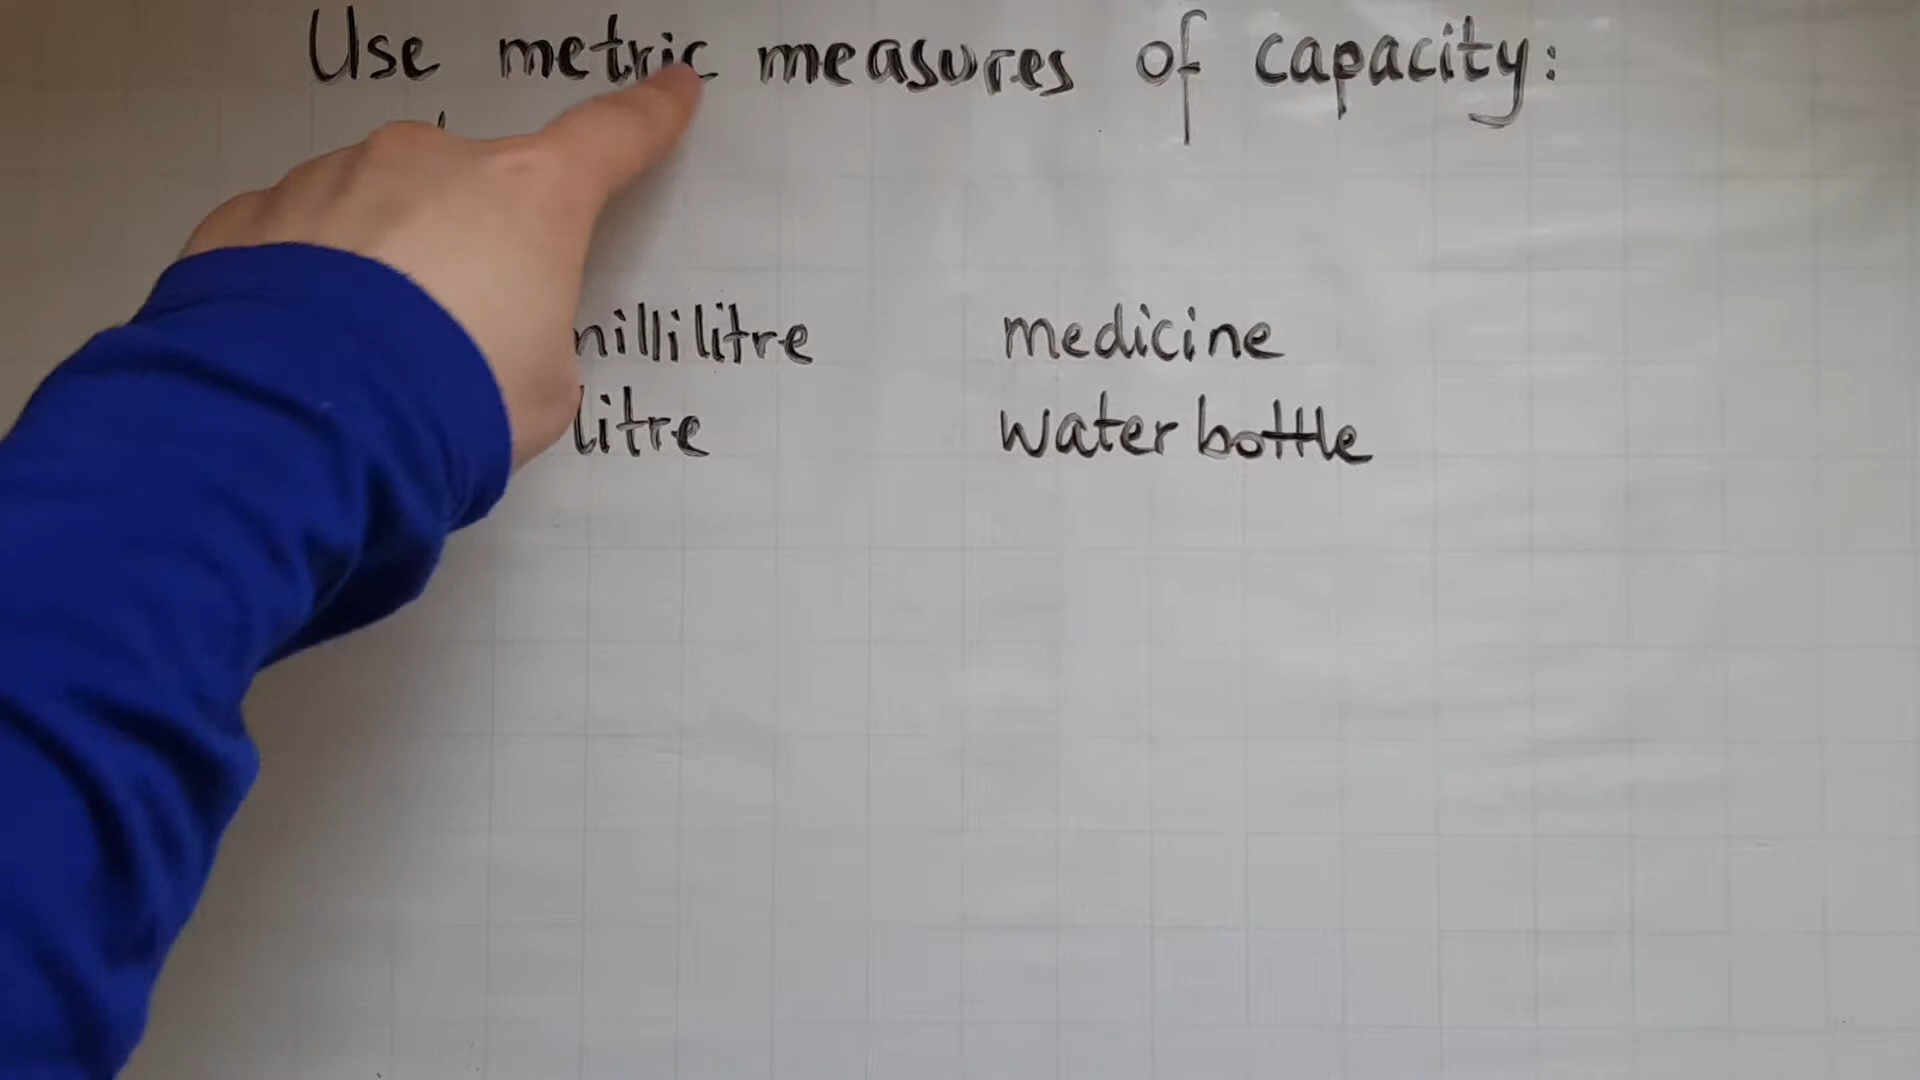 Use metric measures of capacity:
nillilitre medicine
litre water bottle